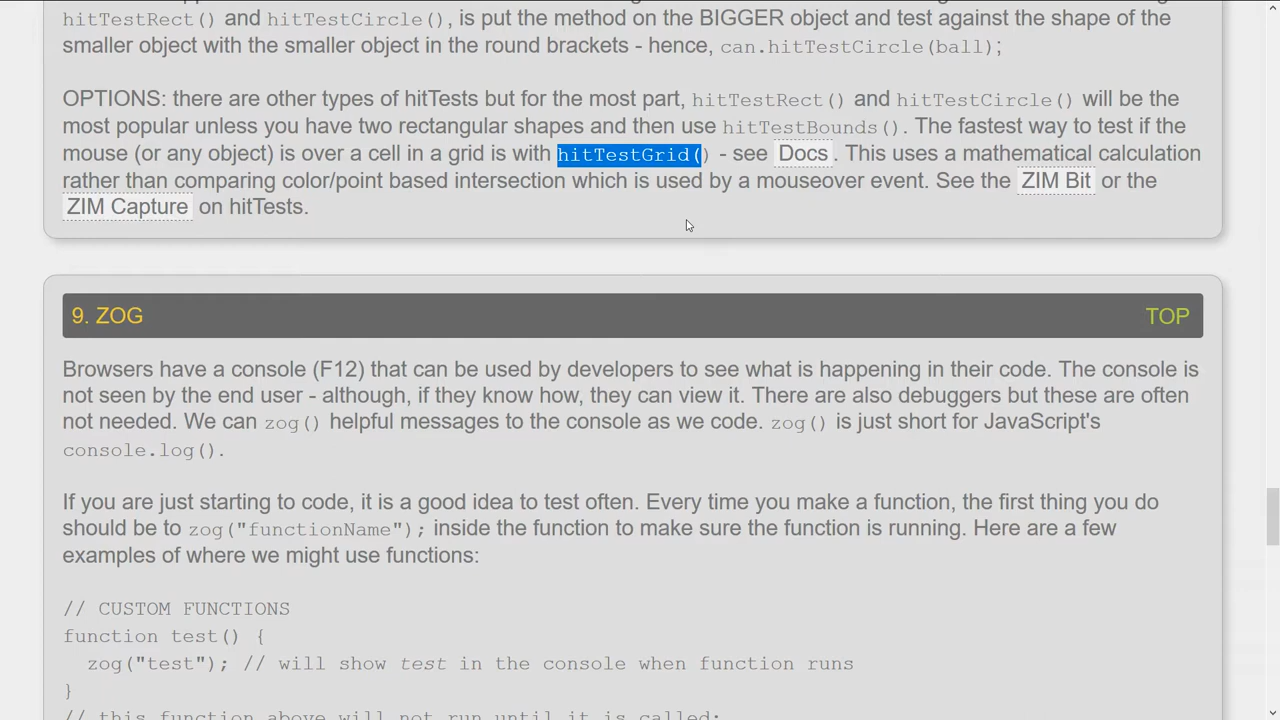 hitTestRect() and hitTestCircle(), is put the method on the BIGGER object and test against the shape of the
smaller object with the smaller object in the round brackets - hence, can.hitTestCircle(ball);
OPTIONS: there are other types of hitTests but for the most part, hitTestRect() and hitTestCircle() will be the
most popular unless you have two rectangular shapes and then use hitTestBounds(). The fastest way to test if the
mouse (or any object) is over a cell in a grid is with hitTestGrid() - see Docs. This uses a mathematical calculation
rather than comparing color/point based intersection which is used by a mouseover event. See the ZIM Bit or the
ZIM Capture on hitTests.
9. ZOG TOP
Browsers have a console (F12) that can be used by developers to see what is happening in their code. The console is
not seen by the end user - although, if they know how, they can view it. There are also debuggers but these are often
not needed. We can zog() helpful messages to the console as we code. zog() is just short for JavaScript's
console.log().
If you are just starting to code, it is a good idea to test often. Every time you make a function, the first thing you do
should be to zog("functionName"); inside the function to make sure the function is running. Here are a few
examples of where we might use functions:
// CUSTOM FUNCTIONS
function test() {
zog("test"); // will show test in the console when function runs
}
// this function above will not run until it is called: